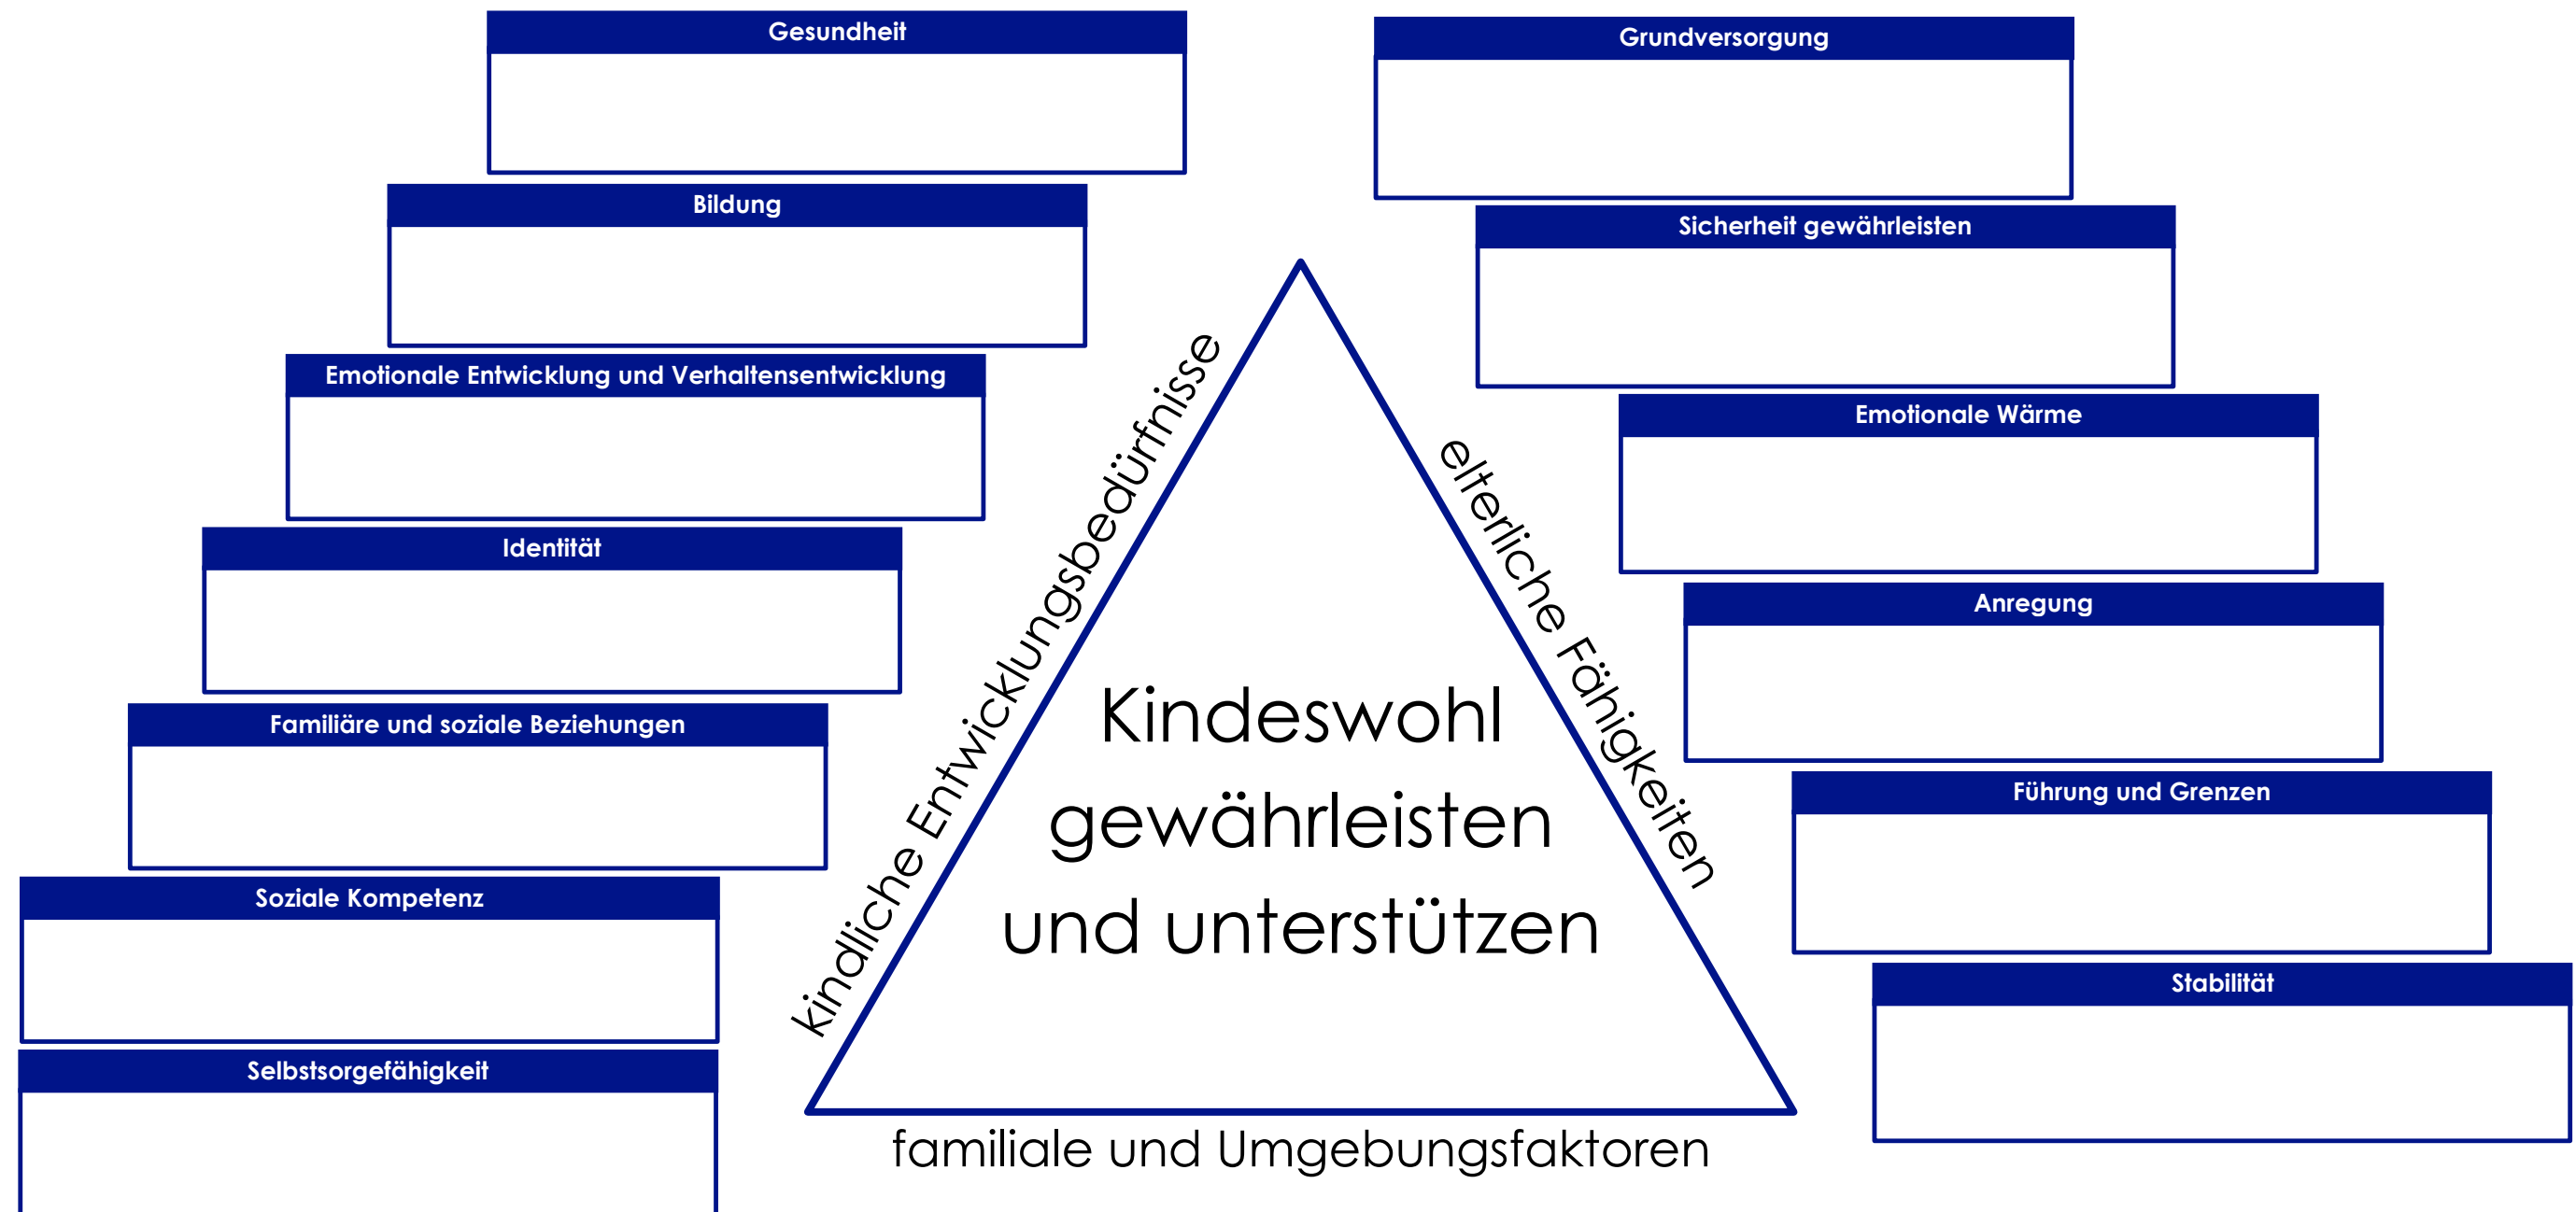 Gesundheit
Bildung
Emotionale Entwicklung und Verhaltensentwicklung
Identität
Familiäre und soziale Beziehungen
Soziale Kompetenz
Selbstsorgefähigkeit
kindliche Entwicklungsbedürfnisse
Kindeswohl
gewährleisten
und unterstützen
elterliche Fähigkeiten
familiale und Umgebungsfaktoren
Grundversorgung
Sicherheit gewährleisten
Emotionale Wärme
Anregung
Führung und Grenzen
Stabilität